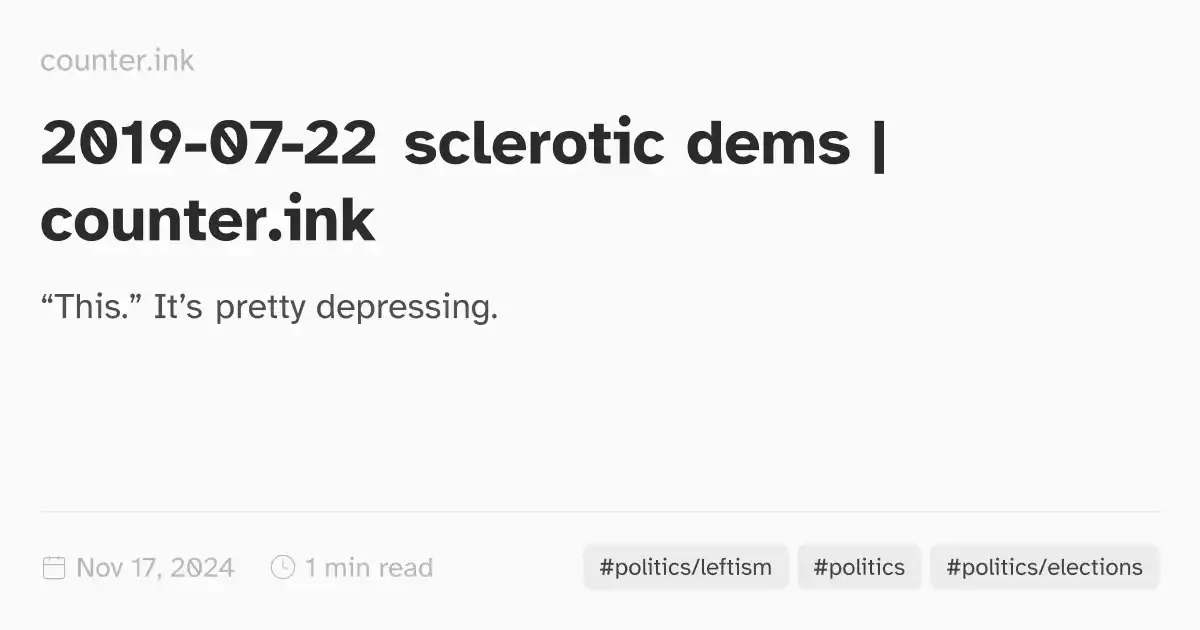 counter.ink
2019-07-22 sclerotic dems |
counter.ink
“This.” It’s pretty depressing.
Nov 17, 2024 1 min read #politics/leftism #politics #politics/elections